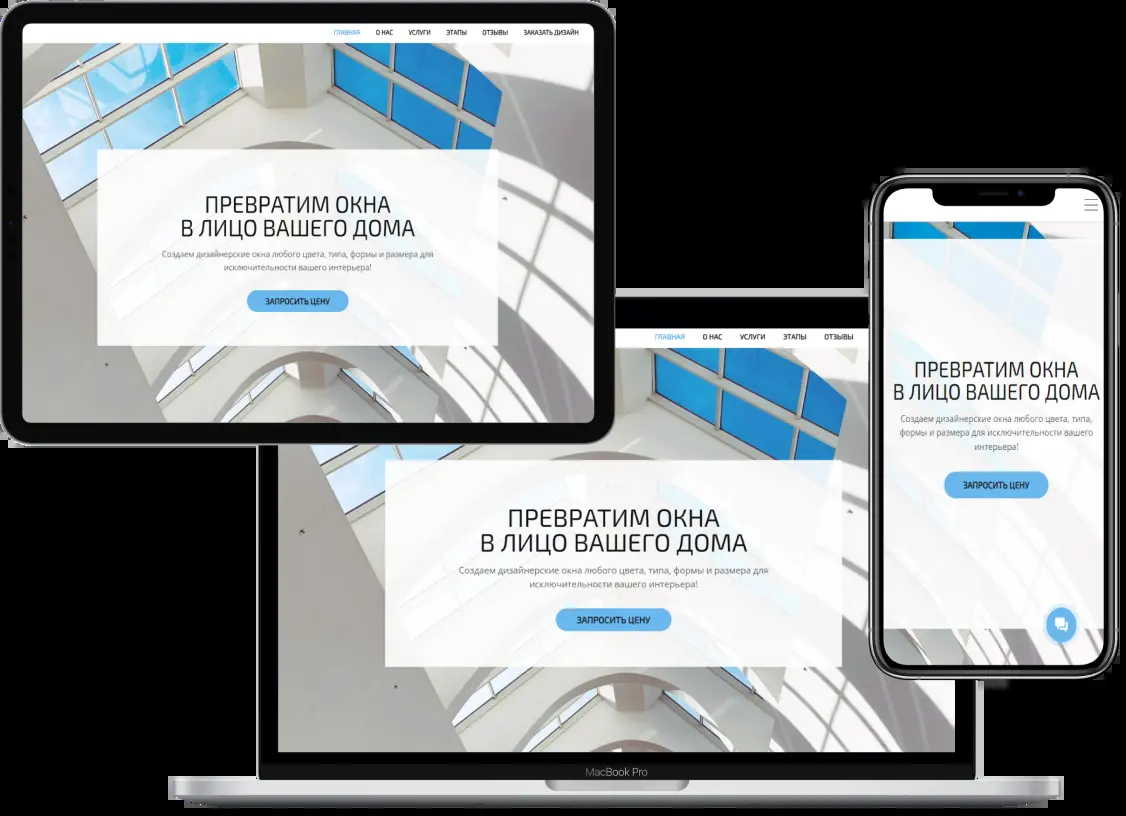 ГЛАВНАЯ О НАС УСЛУГИ ЭТАПЫ ОТЗЫВЫ ЗАКАЗАТЬ ДИЗАЙН
ПРЕВРАТИМ ОКНА
В ЛИЦО ВАШЕГО ДОМА
Создаем дизайнерские окна любого цвета, типа, формы и размера для
исключительности вашего интерьера!
ЗАПРОСИТЬ ЦЕНУ
ГЛАВНАЯ О НАС УСЛУГИ ЭТАПЫ ОТЗЫВЫ
ПРЕВРАТИМ ОКНА
В ЛИЦО ВАШЕГО ДОМА
Создаем дизайнерские окна любого цвета, типа, формы и размера для
исключительности вашего интерьера!
ЗАПРОСИТЬ ЦЕНУ
MacBook Pro
ПРЕВРАТИМ ОКНА
В ЛИЦО ВАШЕГО ДОМА
Создаем дизайнерские окна любого цвета, типа,
формы и размера для исключительности вашего
интерьера!
ЗАПРОСИТЬ ЦЕНУ